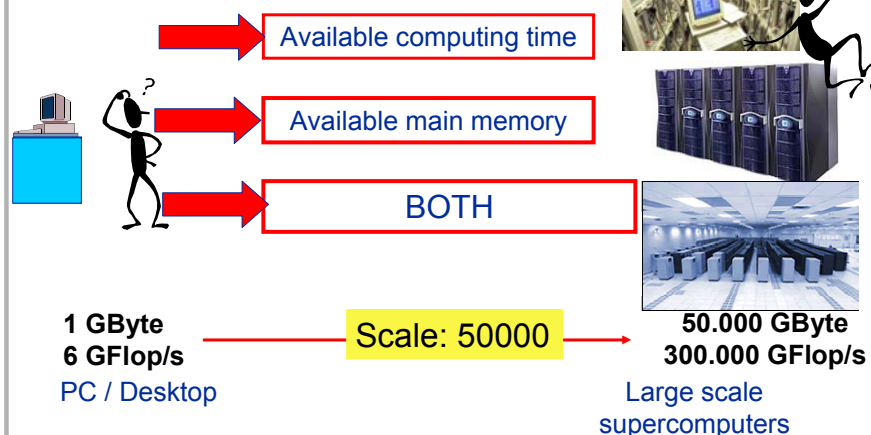 Available computing time
?
Available main memory
BOTH
1 GByte
6 GFlop/s
PC / Desktop
Scale: 50000
50.000 GByte
300.000 GFlop/s
Large scale
supercomputers